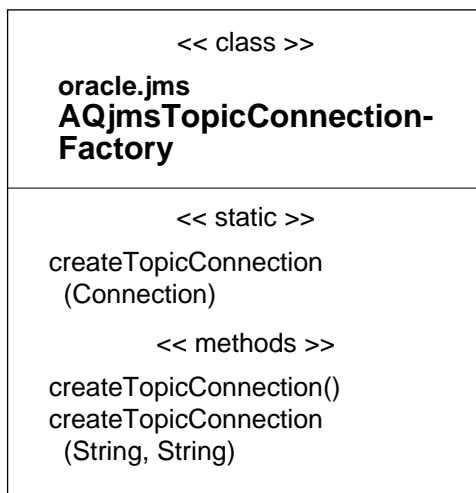 << class >>
oracle.jms
AQjmsTopicConnection-
Factory
<< static >>
createTopicConnection
(Connection)
<< methods >>
createTopicConnection()
createTopicConnection
(String, String)